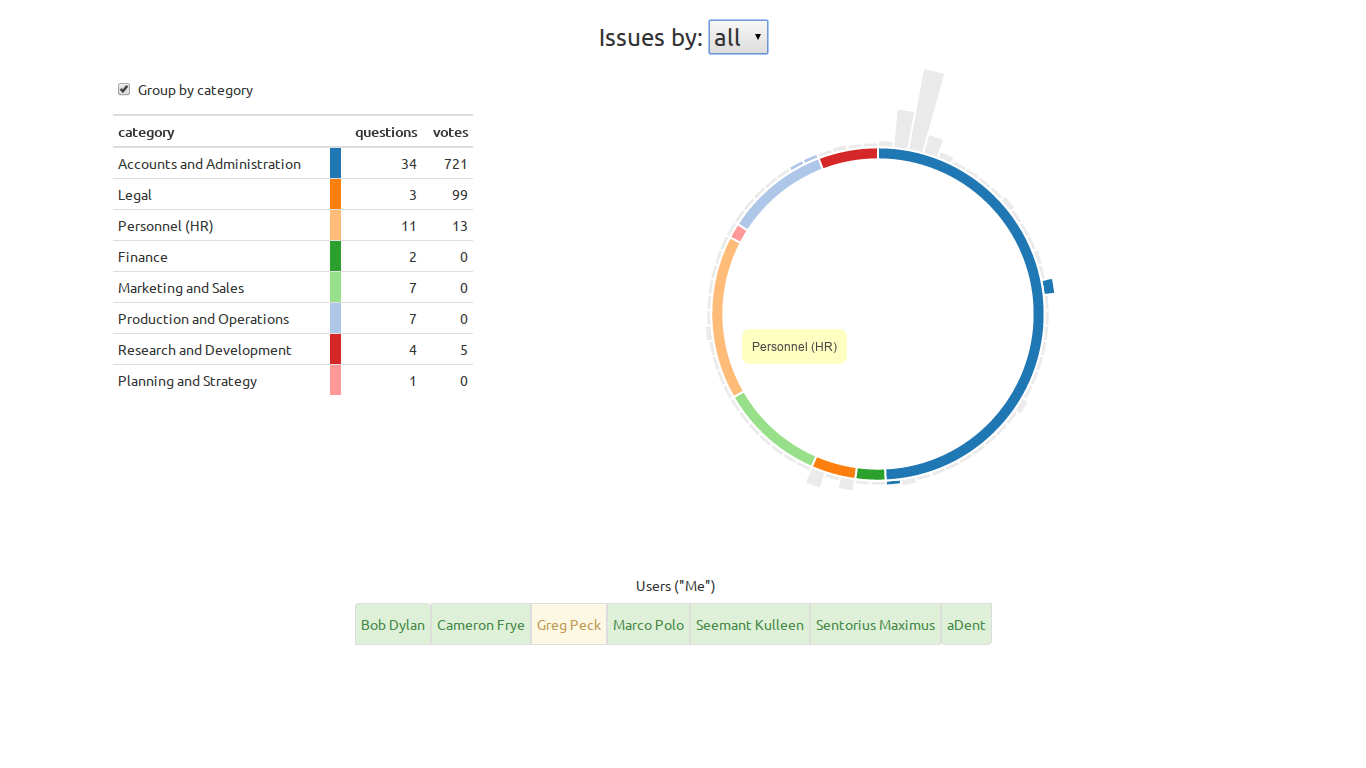 Issues by: all
Group by category
category questions votes
Accounts and Administration 34 721
Legal 3 99
Personnel (HR) 11 13
Finance 2 0
Marketing and Sales 7 0
Production and Operations 7 0
Research and Development 4 5
Planning and Strategy 1 0
Personnel (HR)
Users ("Me")
Bob Dylan Cameron Frye Greg Peck Marco Polo Seemant Kulleen Sentorius Maximus aDent